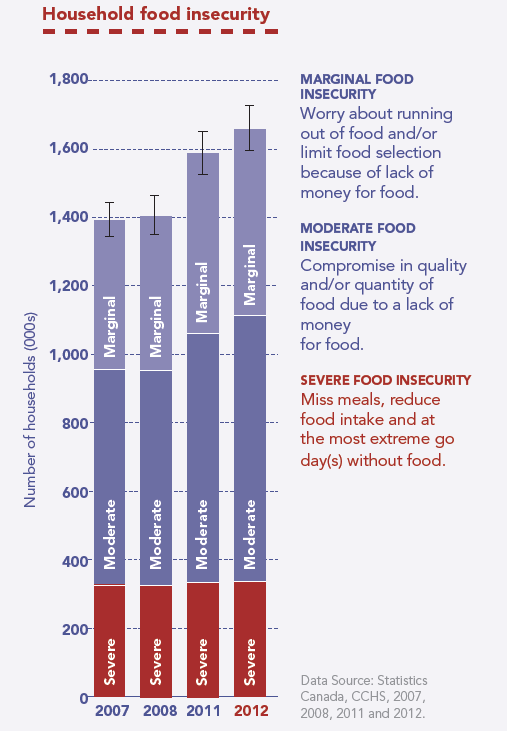 Household food insecurity
1,800
1,600
1,400
1,200
1,000
800
600
400
200
0
Number of households (000s)
Marginal
Moderate
Severe
Marginal
Moderate
Severe
Marginal
Moderate
Severe
Marginal
Moderate
Severe
2007 2008 2011 2012
MARGINAL FOOD
INSECURITY
Worry about running
out of food and/or
limit food selection
because of lack of
money for food.
MODERATE FOOD
INSECURITY
Compromise in quality
and/or quantity of
food due to a lack of
money
for food.
SEVERE FOOD INSECURITY
Miss meals, reduce
food intake and at
the most extreme go
day(s) without food.
Data Source: Statistics
Canada, CCHS, 2007,
2008, 2011 and 2012.